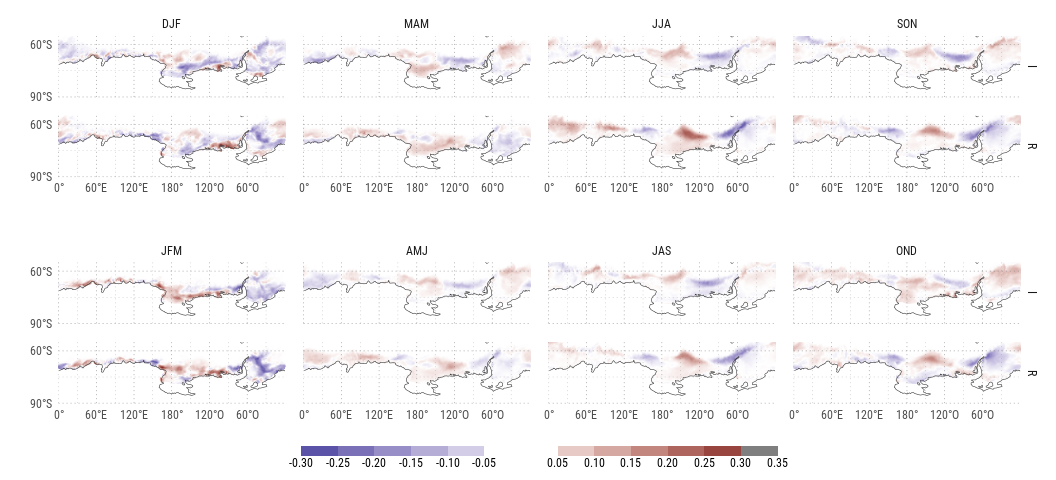 DJF MAM JJA SON
60°S
I
90°S
60°S
R
90°S
0° 60°E 120°E 180° 120°O 60°O 0° 60°E 120°E 180° 120°O 60°O 0° 60°E 120°E 180° 120°O 60°O 0° 60°E 120°E 180° 120°O 60°O
JFM AMJ JAS OND
60°S
I
90°S
60°S
R
90°S
0° 60°E 120°E 180° 120°O 60°O 0° 60°E 120°E 180° 120°O 60°O 0° 60°E 120°E 180° 120°O 60°O 0° 60°E 120°E 180° 120°O 60°O
-0.30 -0.25 -0.20 -0.15 -0.10 -0.05 0.05 0.10 0.15 0.20 0.25 0.30 0.35